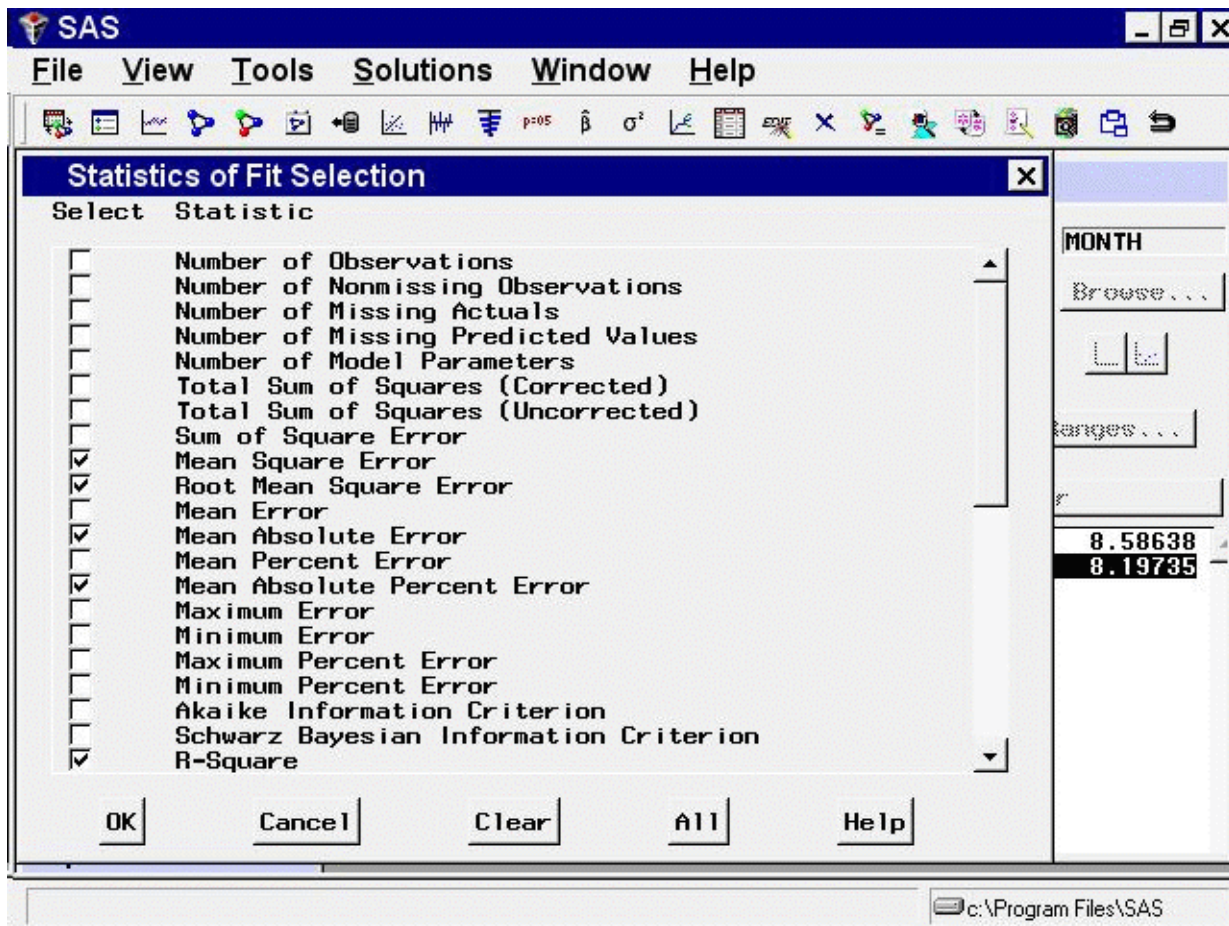 SAS
File View Tools Solutions Window Help
p=05 β̂ σ²
Statistics of Fit Selection
Select Statistic
Number of Observations
Number of Nonmissing Observations
Number of Missing Actuals
Number of Missing Predicted Values
Number of Model Parameters
Total Sum of Squares (Corrected)
Total Sum of Squares (Uncorrected)
Sum of Square Error
Mean Square Error
Root Mean Square Error
Mean Error
Mean Absolute Error
Mean Percent Error
Mean Absolute Percent Error
Maximum Error
Minimum Error
Maximum Percent Error
Minimum Percent Error
Akaike Information Criterion
Schwarz Bayesian Information Criterion
R-Square
OK Cancel Clear All Help
MONTH
Browse...
anges...
r
8.58638
8.19735
c:\Program Files\SAS